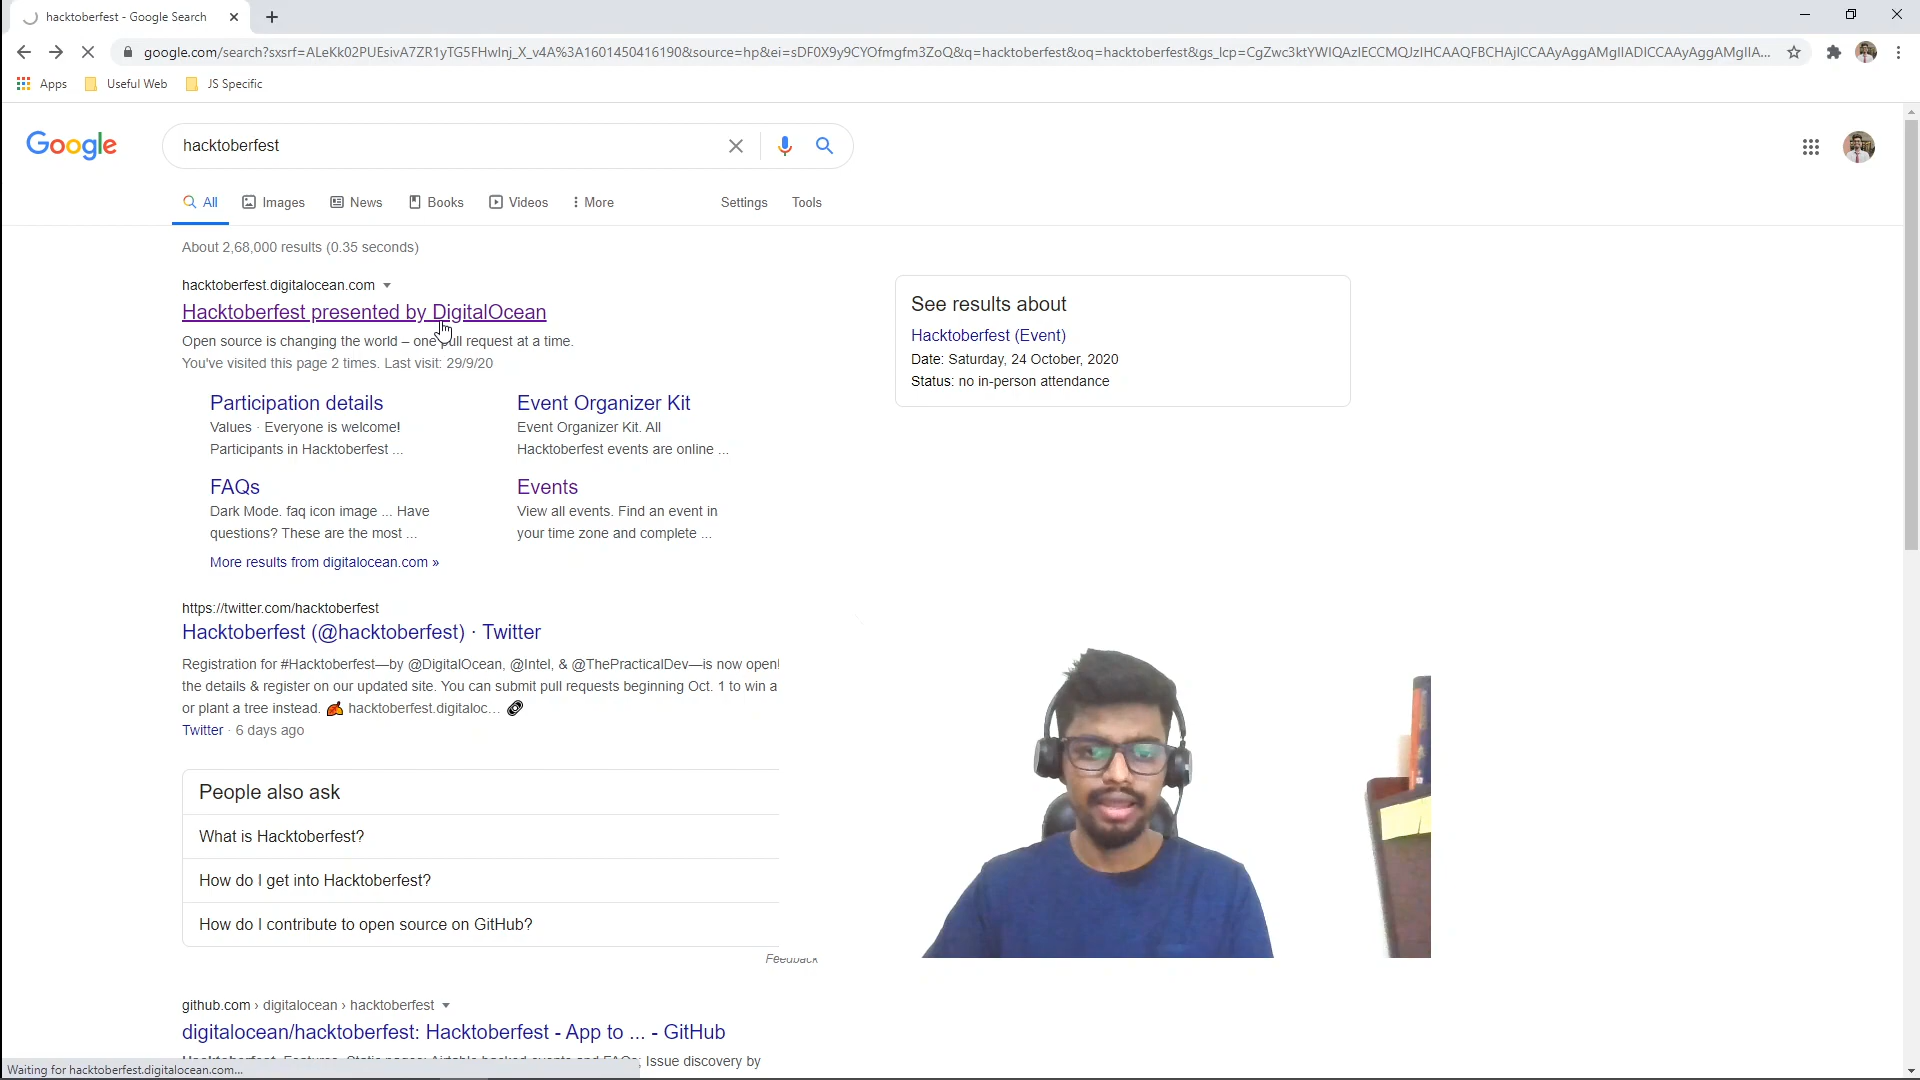 hacktoberfest - Google Search
google.com/search?sxsrf=ALeKk02PUEsivA7ZR1yTG5FHwlnj_X_v4A%3A1601450416190&source=hp&ei=sDF0X9y9CYOfmgfm3ZoQ&q=hacktoberfest&oq=hacktoberfest&gs_lcp=CgZwc3ktYWIQAzIECCMQJzIHCAAQFBCHAjICCAAyAggAMgIIADICCAAyAggAMgIIA...
Apps Useful Web JS Specific
Google hacktoberfest
All Images News Books Videos More Settings Tools
About 2,68,000 results (0.35 seconds)
hacktoberfest.digitalocean.com
Hacktoberfest presented by DigitalOcean
Open source is changing the world – one pull request at a time.
You've visited this page 2 times. Last visit: 29/9/20
Participation details
Values · Everyone is welcome!
Participants in Hacktoberfest ...
Event Organizer Kit
Event Organizer Kit. All
Hacktoberfest events are online ...
FAQs
Dark Mode. faq icon image ... Have
questions? These are the most ...
Events
View all events. Find an event in
your time zone and complete ...
More results from digitalocean.com »
See results about
Hacktoberfest (Event)
Date: Saturday, 24 October, 2020
Status: no in-person attendance
https://twitter.com/hacktoberfest
Hacktoberfest (@hacktoberfest) · Twitter
Registration for #Hacktoberfest—by @DigitalOcean, @Intel, & @ThePracticalDev—is now open!
the details & register on our updated site. You can submit pull requests beginning Oct. 1 to win a
or plant a tree instead. 🍂 hacktoberfest.digitaloc... 🔗
Twitter · 6 days ago
People also ask
What is Hacktoberfest?
How do I get into Hacktoberfest?
How do I contribute to open source on GitHub?
Feedback
github.com › digitalocean › hacktoberfest
digitalocean/hacktoberfest: Hacktoberfest - App to ... - GitHub
; Issue discovery by
Waiting for hacktoberfest.digitalocean.com...